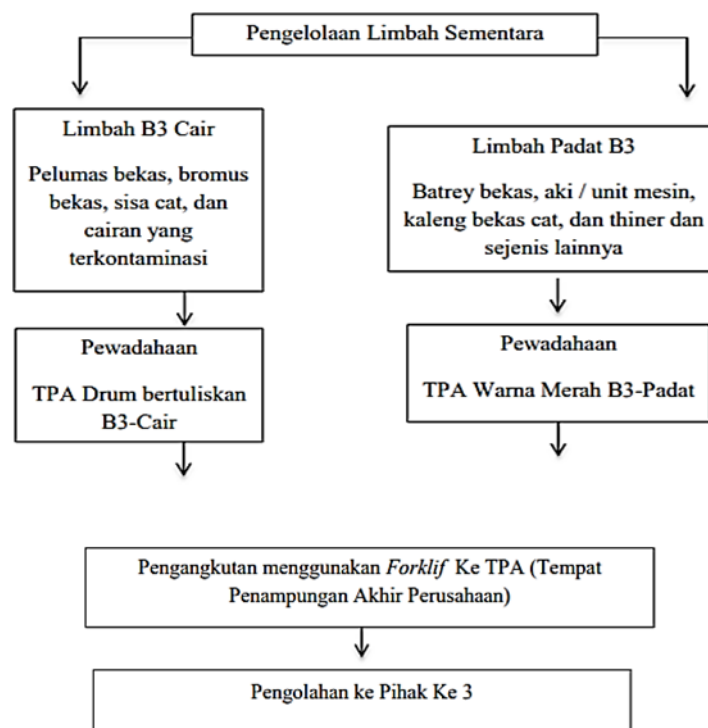 Pengelolaan Limbah Sementara
Limbah B3 Cair
Pelumas bekas, bromus
bekas, sisa cat, dan
cairan yang
terkontaminasi
Limbah Padat B3
Batrey bekas, aki / unit mesin,
kaleng bekas cat, dan thiner dan
sejenis lainnya
Pewadahaan
TPA Drum bertuliskan
B3-Cair
Pewadahaan
TPA Warna Merah B3-Padat
Pengangkutan menggunakan Forklif Ke TPA (Tempat
Penampungan Akhir Perusahaan)
Pengolahan ke Pihak Ke 3